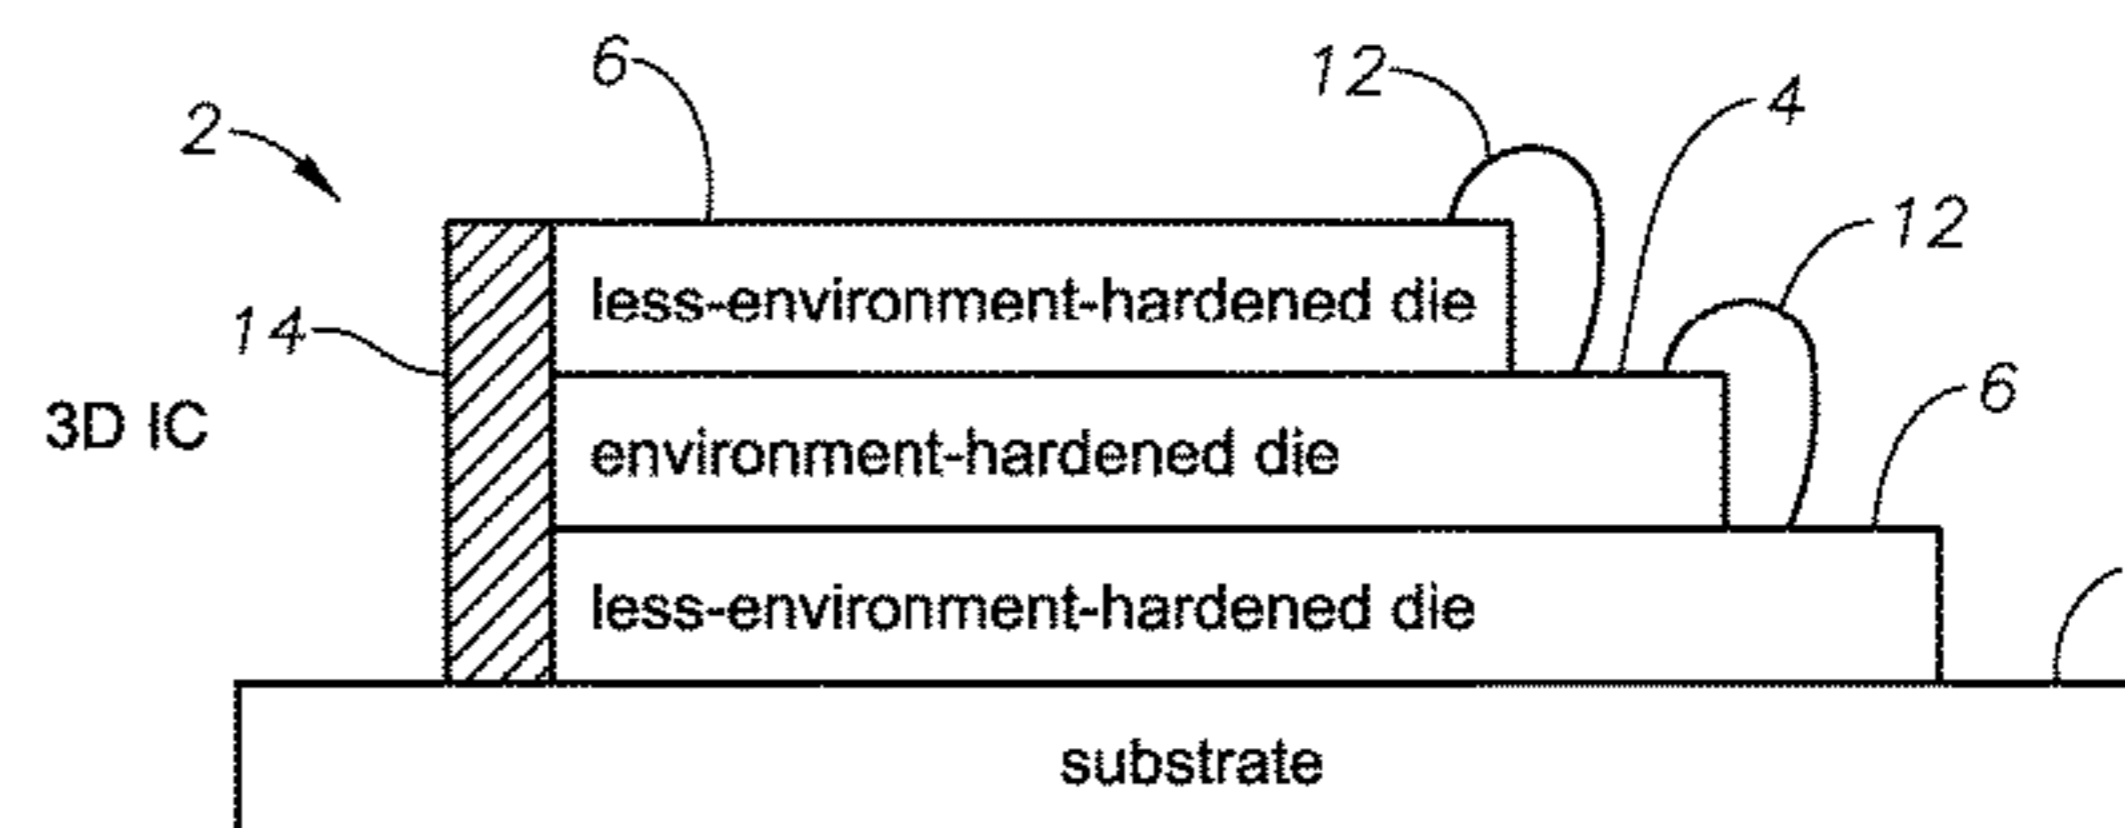 6
12
4
2
12
less-environment-hardened die
14
6
3D IC
environment-hardened die
less-environment-hardened die
substrate